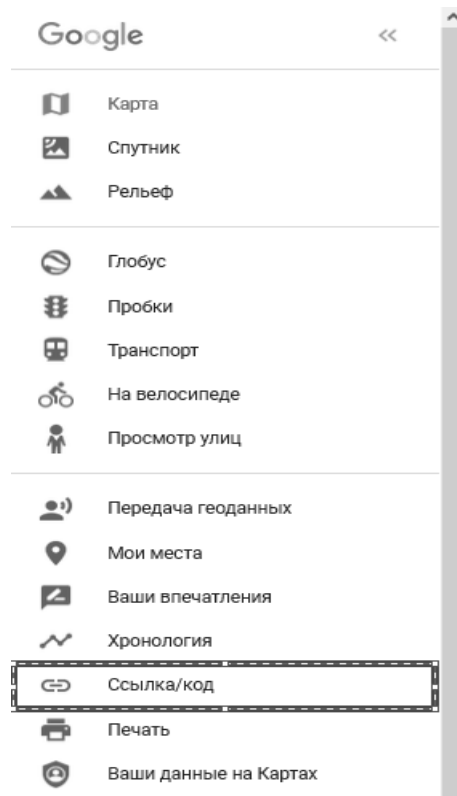 Google
Карта
Спутник
Рельеф
Глобус
Пробки
Транспорт
На велосипеде
Просмотр улиц
Передача геоданных
Мои места
Ваши впечатления
Хронология
Ссылка/код
Печать
Ваши данные на Картах